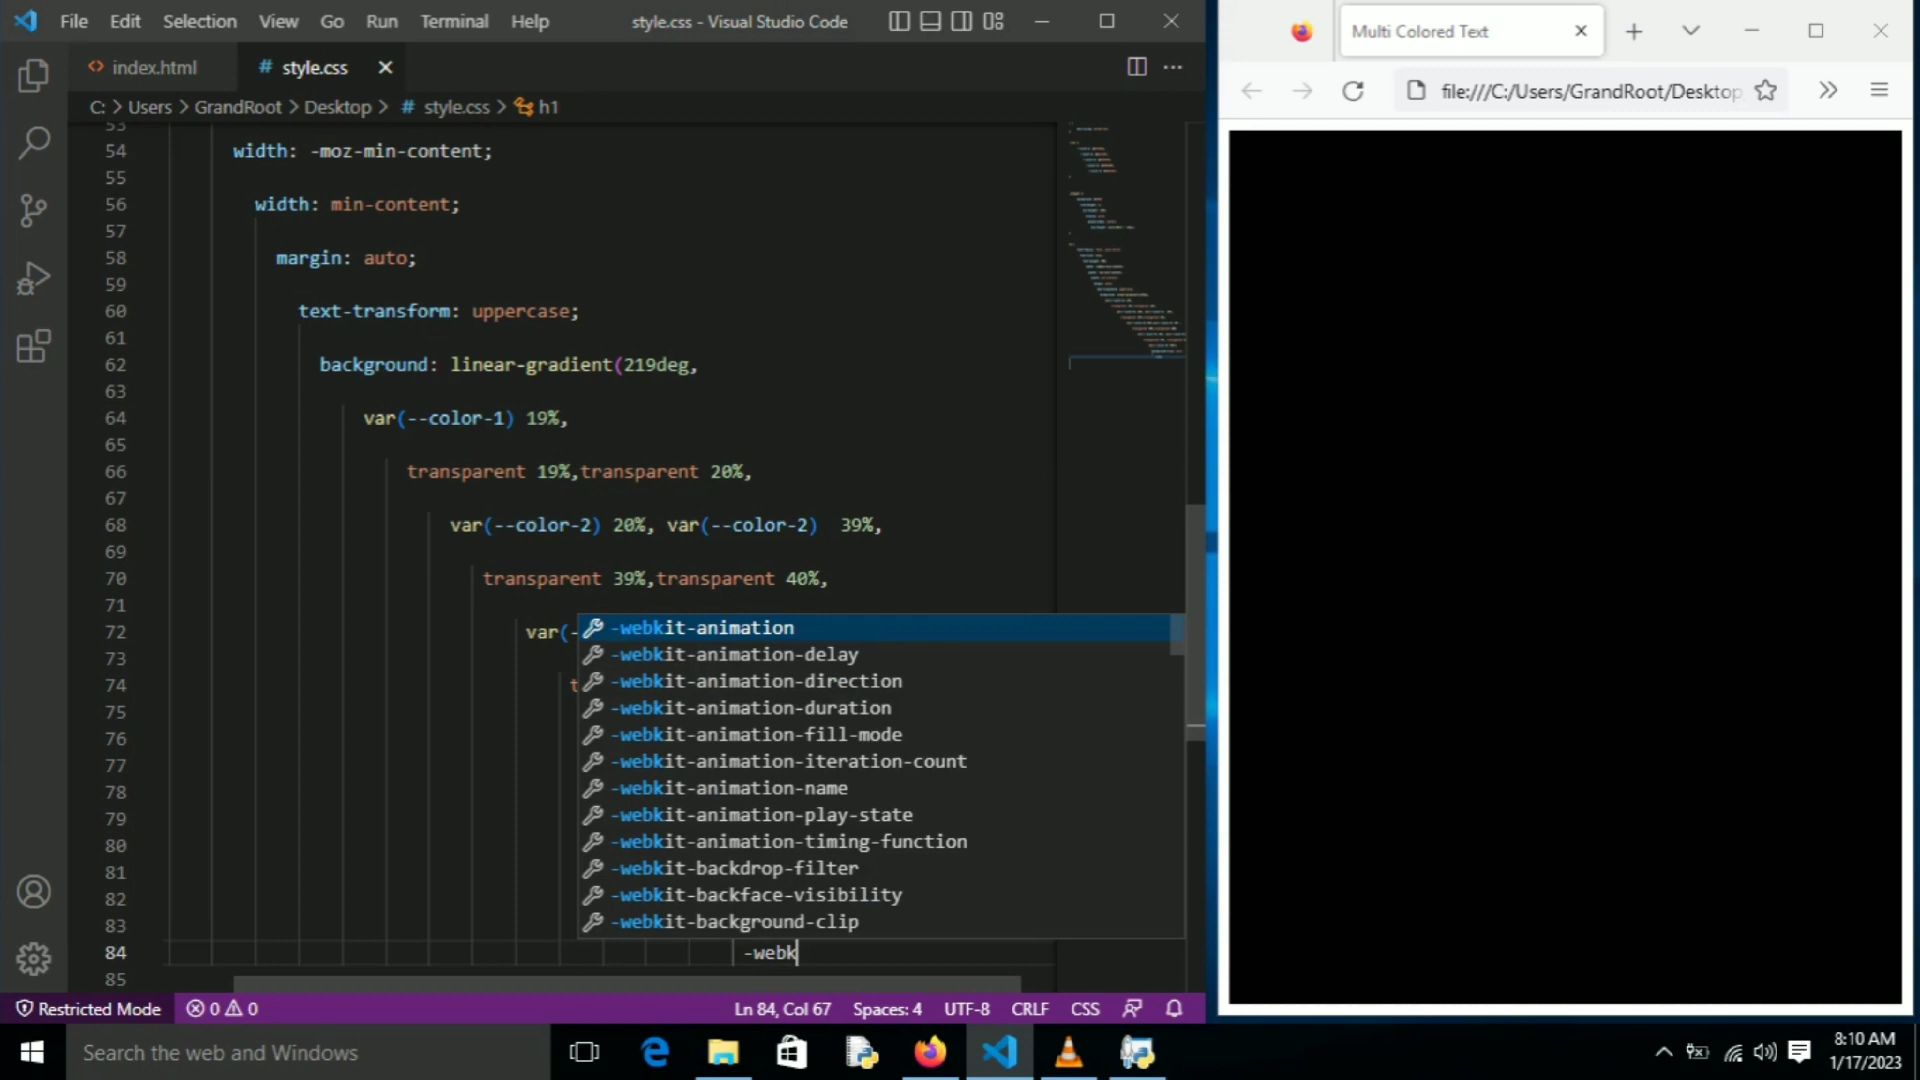 File Edit Selection View Go Run Terminal Help style.css - Visual Studio Code
index.html # style.css
C: > Users > GrandRoot > Desktop > # style.css > h1
53
54 width: -moz-min-content;
55
56 width: min-content;
57
58 margin: auto;
59
60 text-transform: uppercase;
61
62 background: linear-gradient(219deg,
63
64 var(--color-1) 19%,
65
66 transparent 19%,transparent 20%,
67
68 var(--color-2) 20%, var(--color-2)  39%,
69
70 transparent 39%,transparent 40%,
71
72 var(-
73
74 t
75
76
77
78
79
80
81
82
83
84 -webk
85
-webkit-animation
-webkit-animation-delay
-webkit-animation-direction
-webkit-animation-duration
-webkit-animation-fill-mode
-webkit-animation-iteration-count
-webkit-animation-name
-webkit-animation-play-state
-webkit-animation-timing-function
-webkit-backdrop-filter
-webkit-backface-visibility
-webkit-background-clip
Restricted Mode 0 0 Ln 84, Col 67 Spaces: 4 UTF-8 CRLF CSS
Multi Colored Text
file:///C:/Users/GrandRoot/Desktop
Search the web and Windows
8:10 AM
1/17/2023